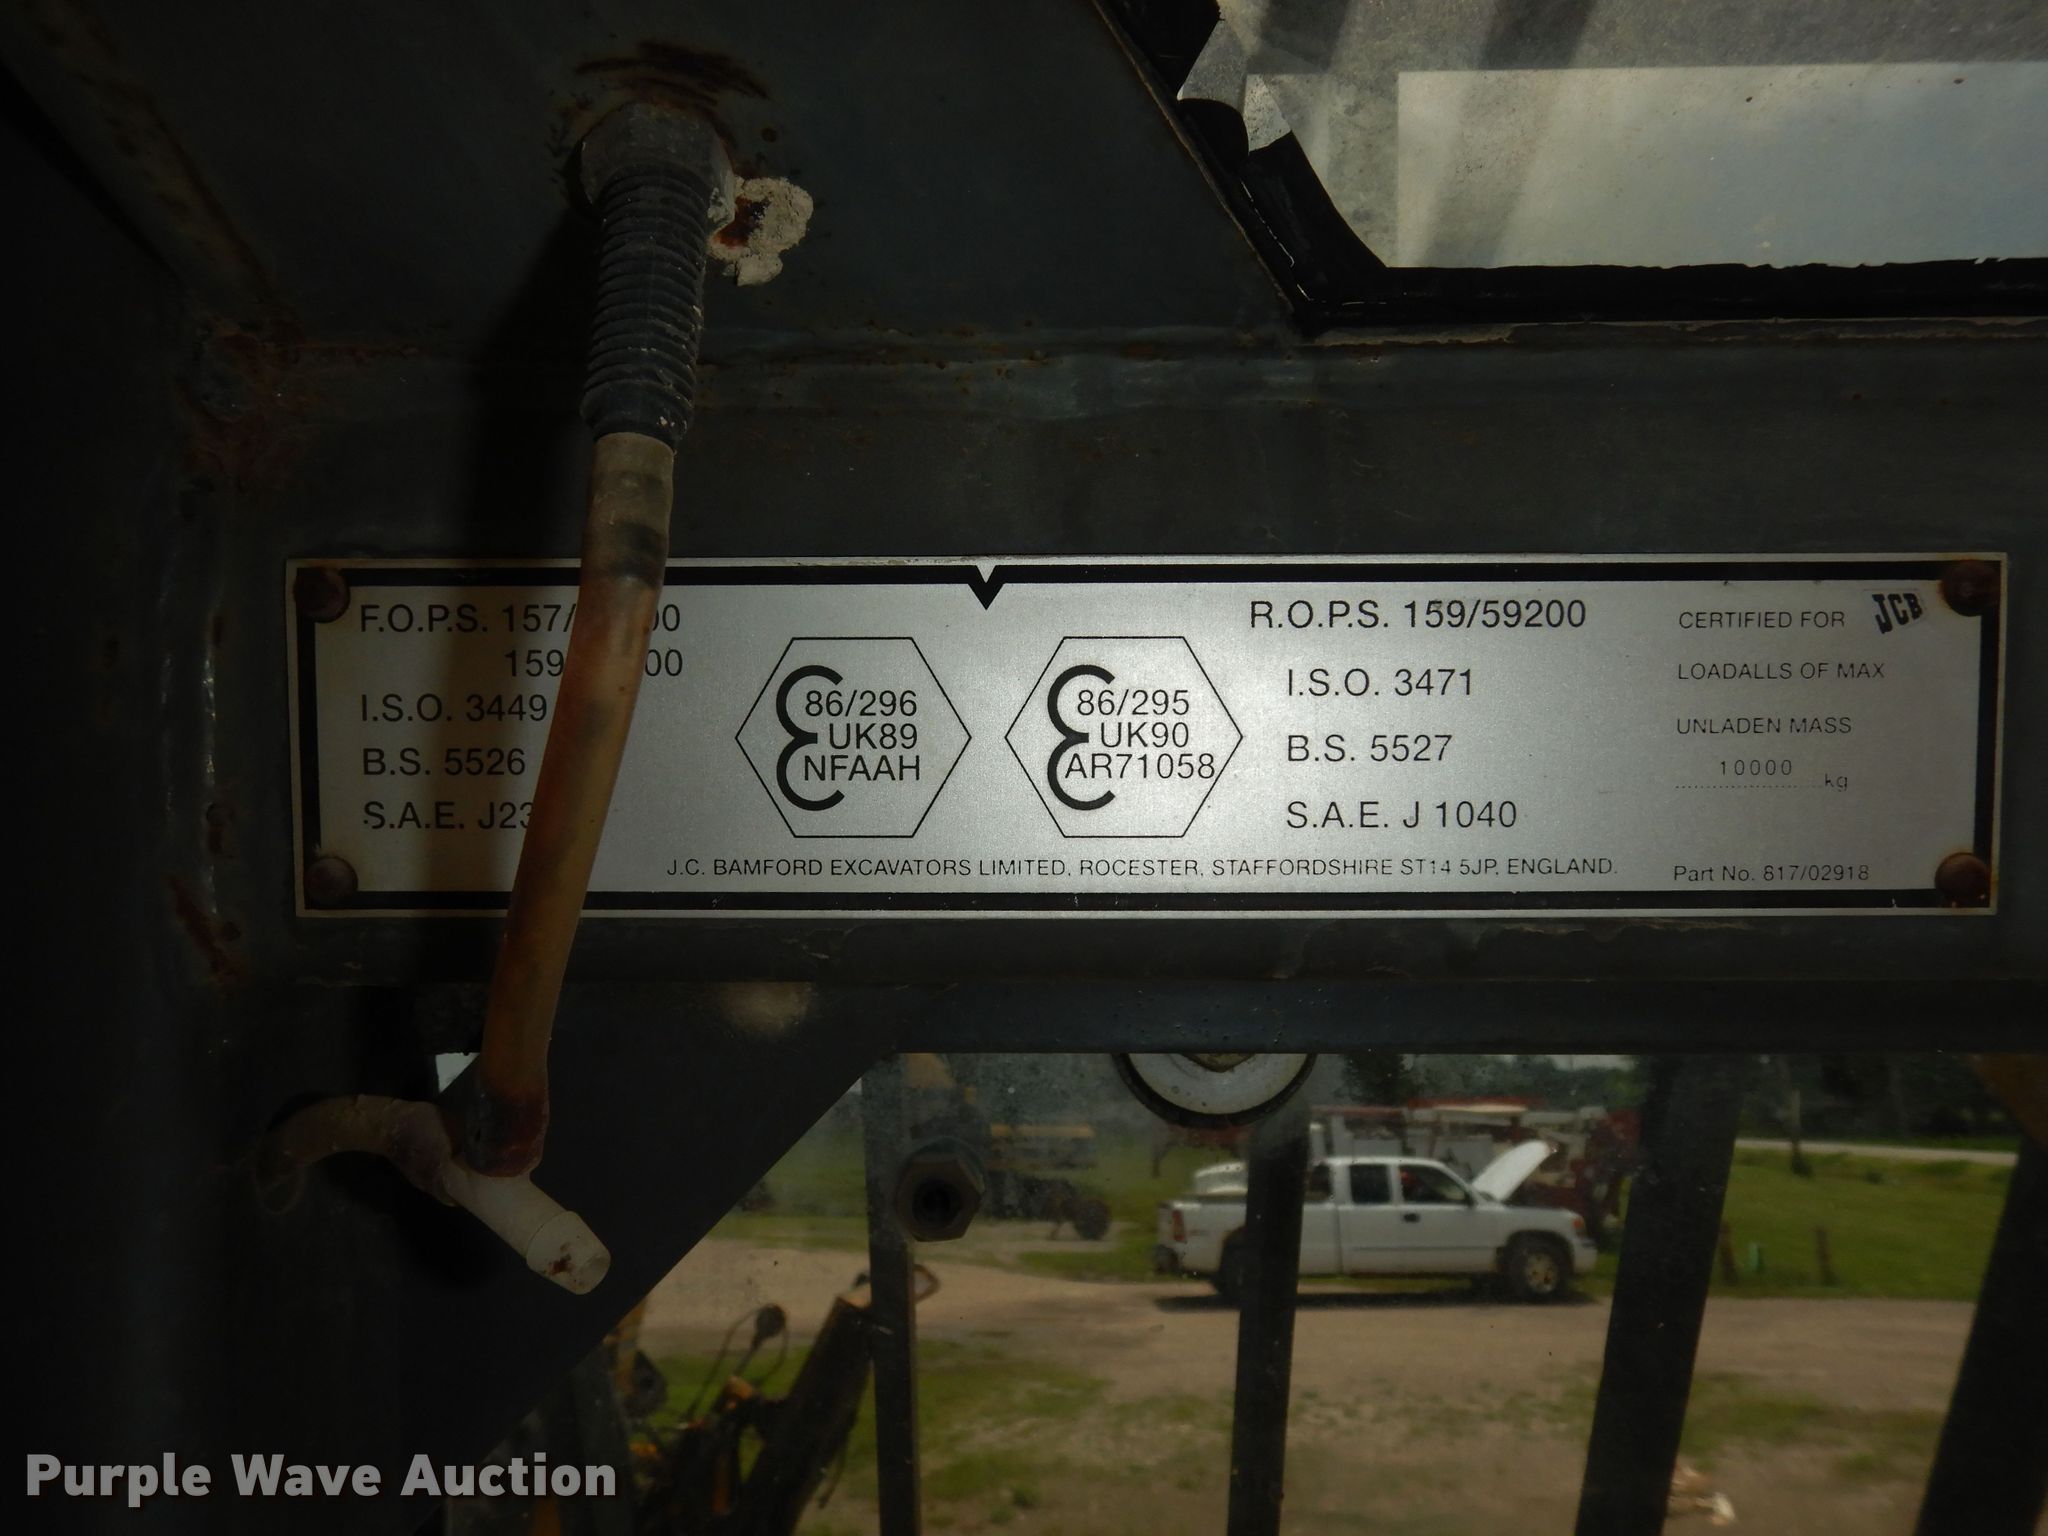 F.O.P.S. 157/
159
I.S.O. 3449
B.S. 5526
S.A.E.
86/296
UK89
NFAAH
86/295
UK90
AR71058
R.O.P.S. 159/59200
I.S.O. 3471
B.S. 5527
S.A.E. J 1040
CERTIFIED FOR JCB
LOADALLS OF MAX
UNLADEN MASS
10000 kg
J.C. BAMFORD EXCAVATORS LIMITED, ROCESTER, STAFFORDSHIRE ST14 5JP, ENGLAND.
Part No. 817/02918
Purple Wave Auction